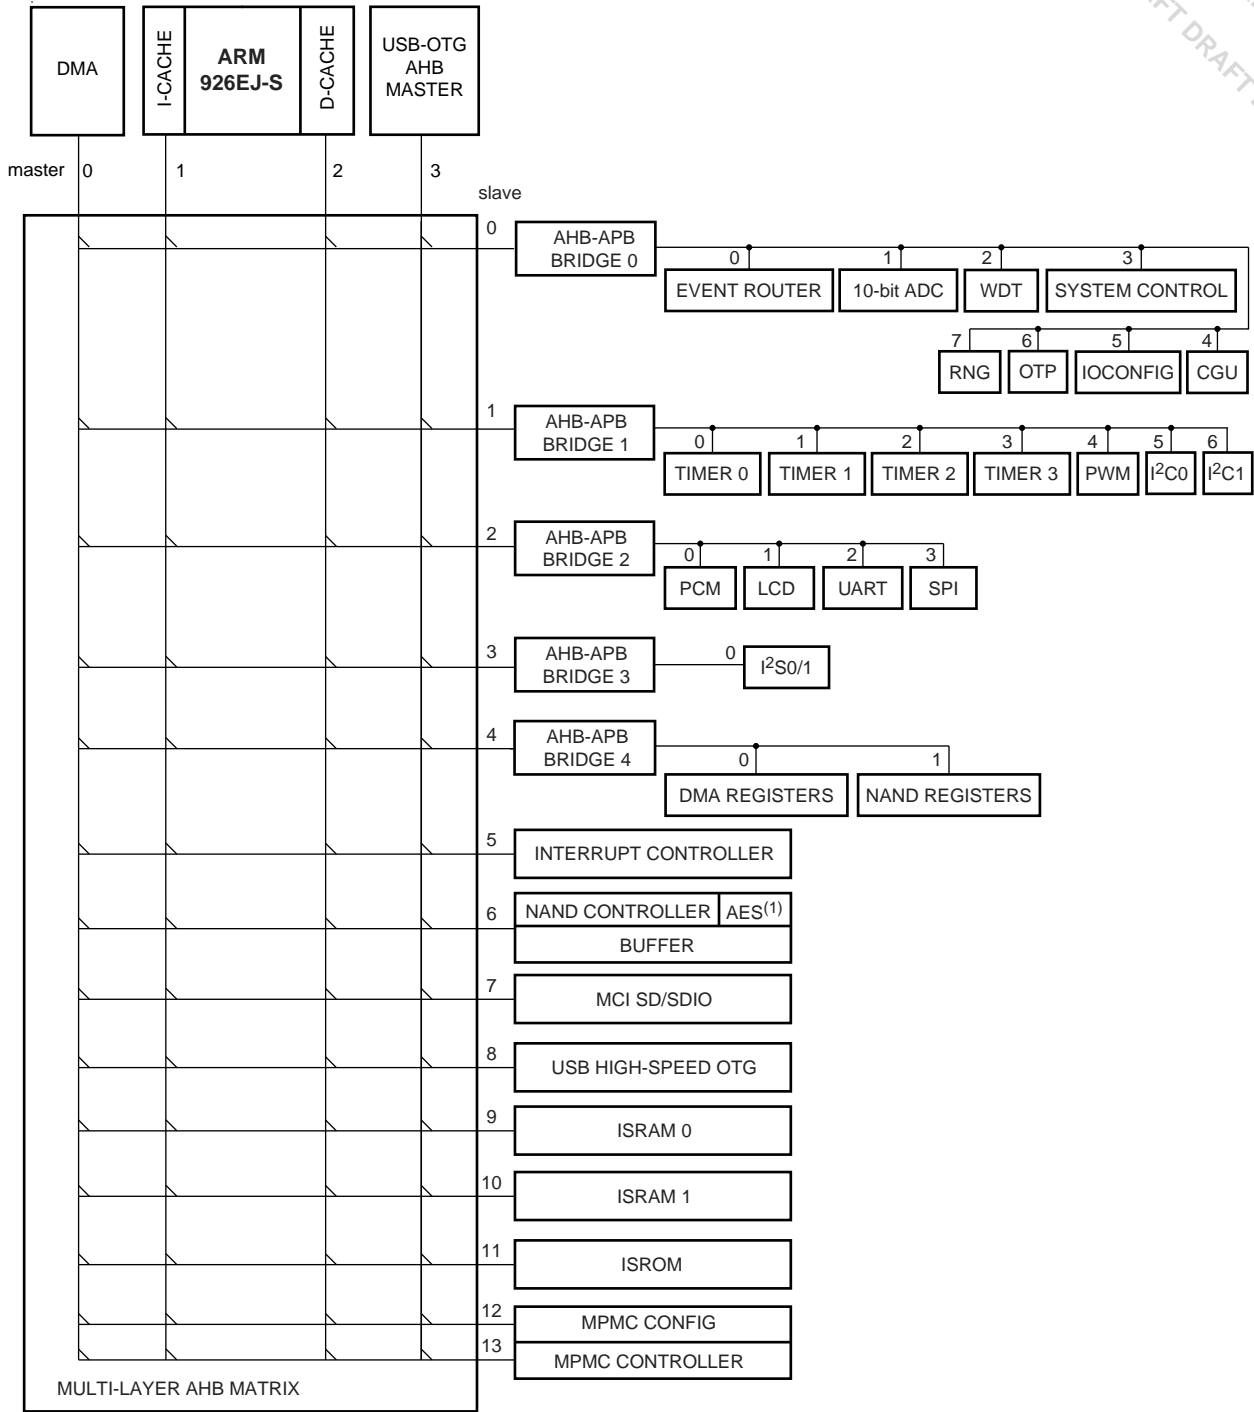 DRAFT DRAFT
DMA
I-CACHE
ARM
926EJ-S
D-CACHE
USB-OTG
AHB
MASTER
master 0 1 2 3
slave
0
AHB-APB
BRIDGE 0
0 1 2 3
EVENT ROUTER 10-bit ADC WDT SYSTEM CONTROL
7 6 5 4
RNG OTP IOCONFIG CGU
1
AHB-APB
BRIDGE 1
0 1 2 3 4 5 6
TIMER 0 TIMER 1 TIMER 2 TIMER 3 PWM I²C0 I²C1
2
AHB-APB
BRIDGE 2
0 1 2 3
PCM LCD UART SPI
3
AHB-APB
BRIDGE 3
0
I²S0/1
4
AHB-APB
BRIDGE 4
0 1
DMA REGISTERS NAND REGISTERS
5
INTERRUPT CONTROLLER
6
NAND CONTROLLER AES(1)
BUFFER
7
MCI SD/SDIO
8
USB HIGH-SPEED OTG
9
ISRAM 0
10
ISRAM 1
11
ISROM
12
MPMC CONFIG
13
MPMC CONTROLLER
MULTI-LAYER AHB MATRIX